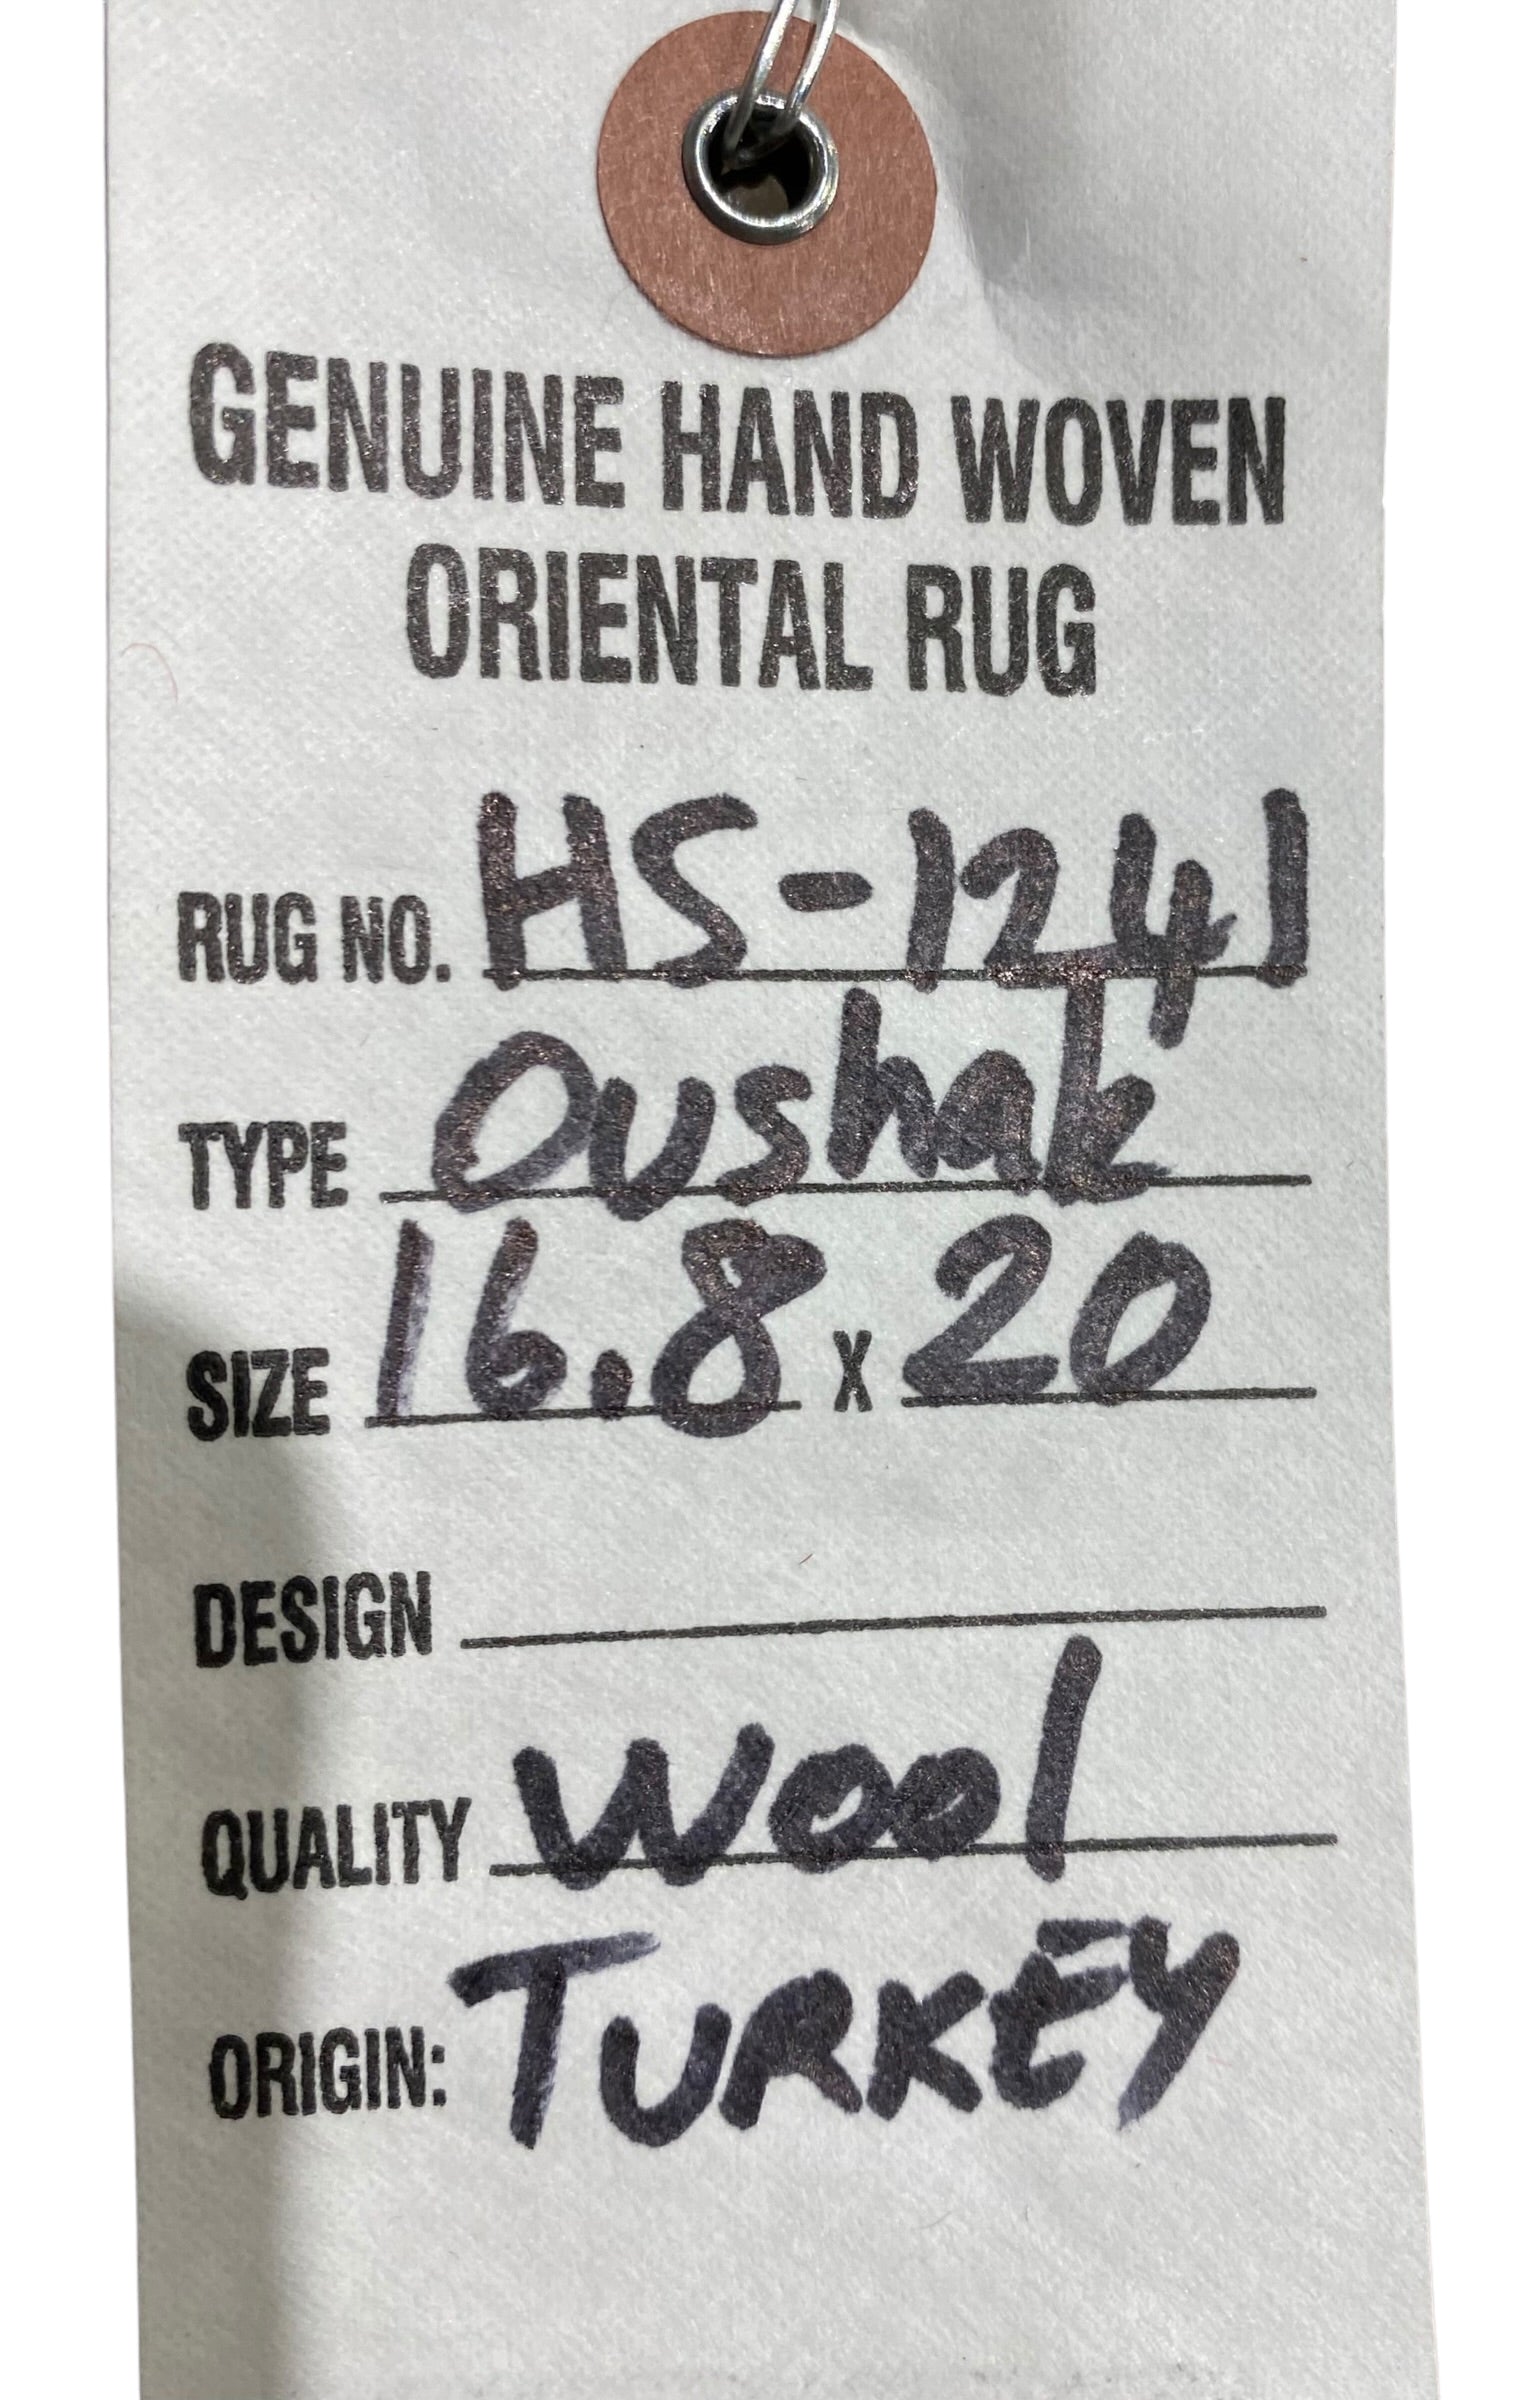 GENUINE HAND WOVEN
ORIENTAL RUG
RUG NO. HS-1241
TYPE Oushak
SIZE 16.8 X 20
DESIGN
QUALITY Wool
ORIGIN: TURKEY